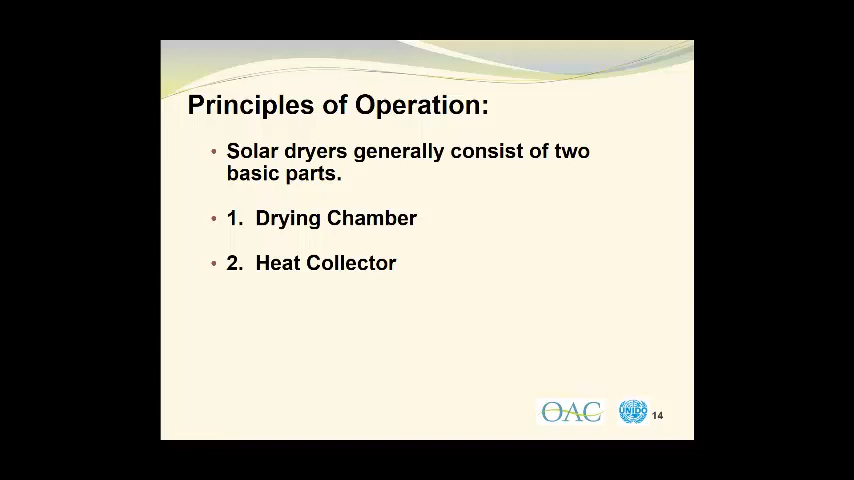 Principles of Operation:
• Solar dryers generally consist of two
basic parts.
• 1. Drying Chamber
• 2. Heat Collector
OAC
UNIDO
14